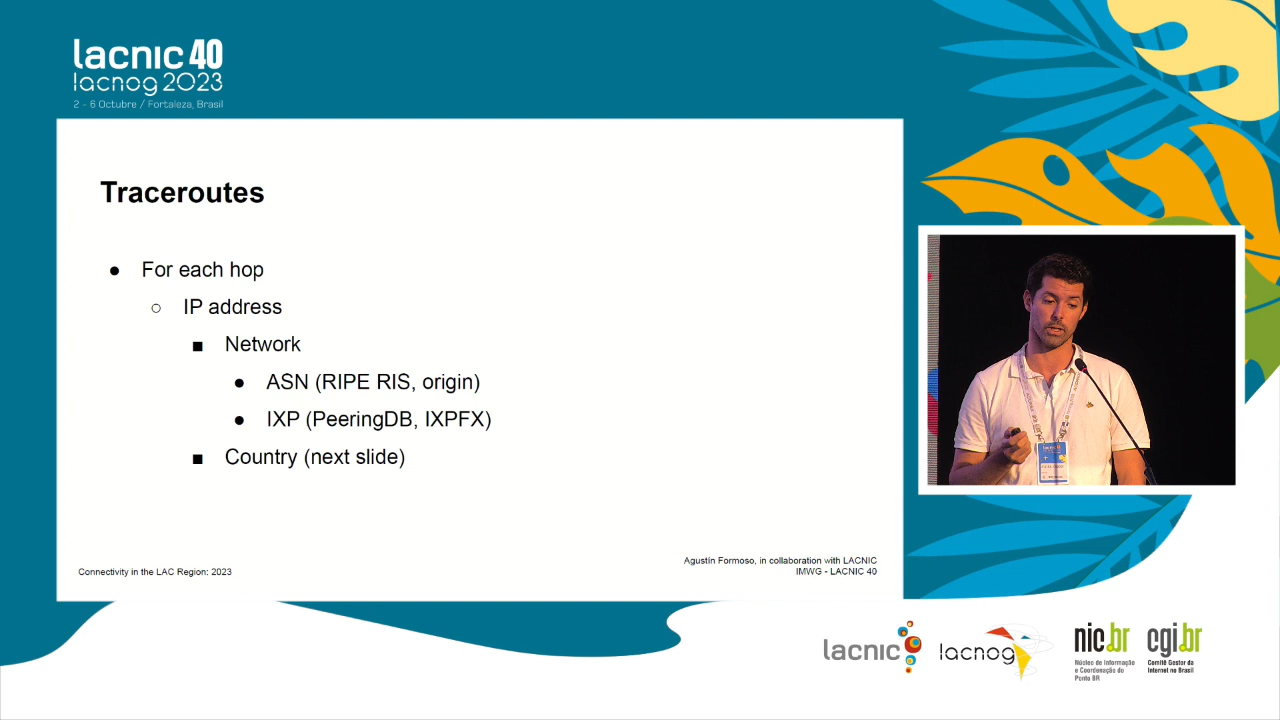 lacnic 40
lacnog 2023
2 - 6 Octubre / Fortaleza, Brasil
Traceroutes
For each hop
IP address
Network
ASN (RIPE RIS, origin)
IXP (PeeringDB, IXPFX)
Country (next slide)
Connectivity in the LAC Region: 2023
Agustín Formoso, in collaboration with LACNIC
IMWG - LACNIC 40
lacnic
lacnog
nic.br
Núcleo de Informação
e Coordenação do
Ponto BR
cgi.br
Comitê Gestor da
Internet no Brasil